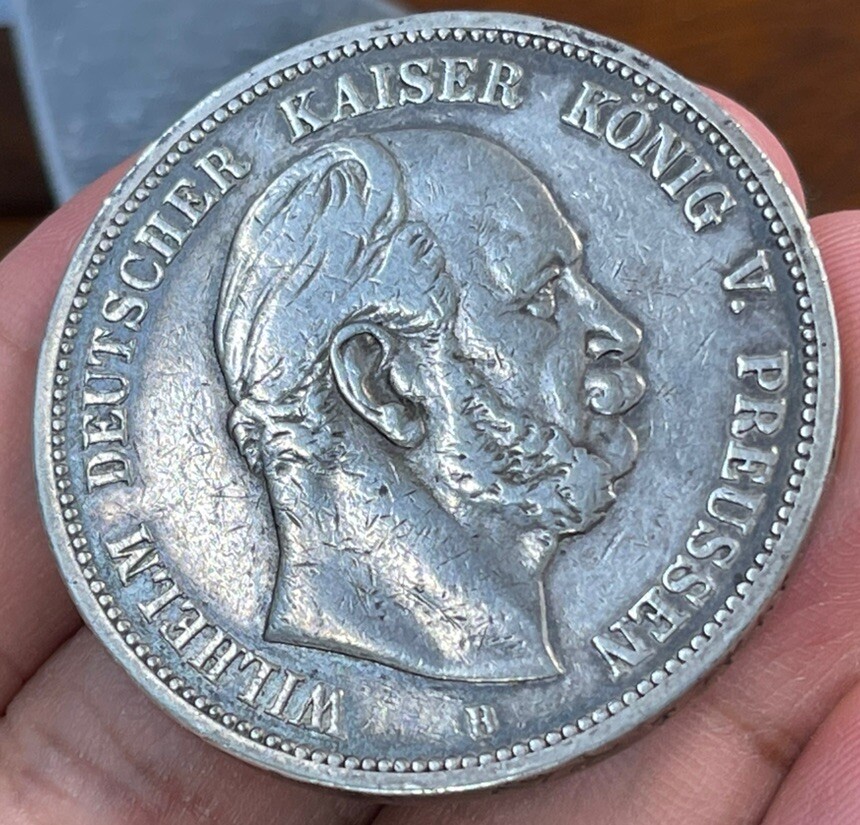 WILHELM DEUTSCHER KAISER KÖNIG V. PREUSSEN
B